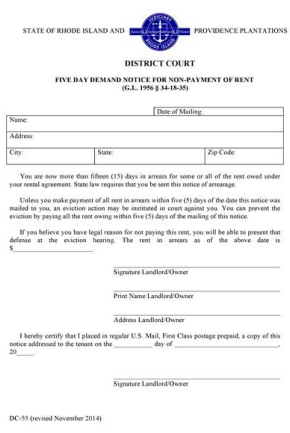 STATE OF RHODE ISLAND AND PROVIDENCE PLANTATIONS
JUDICIARY
RHODE ISLAND
DISTRICT COURT
FIVE DAY DEMAND NOTICE FOR NON-PAYMENT OF RENT
(G.L. 1956 § 34-18-35)
Date of Mailing:
Name:
Address:
City: State: Zip Code:
You are now more than fifteen (15) days in arrears for some or all of the rent owed under
your rental agreement. State law requires that you be sent this notice of arrearage.
Unless you make payment of all rent in arrears within five (5) days of the date this notice was
mailed to you, an eviction action may be instituted in court against you. You can prevent the
eviction by paying all the rent owing within five (5) days of the mailing of this notice.
If you believe you have legal reason for not paying this rent, you will be able to present that
defense at the eviction hearing. The rent in arrears as of the above date is
$____________________.
Signature Landlord/Owner
Print Name Landlord/Owner
Address Landlord/Owner
I hereby certify that I placed in regular U.S. Mail, First Class postage prepaid, a copy of this
notice addressed to the tenant on the __________ day of __________________________,
20____.
Signature Landlord/Owner
DC-55 (revised November 2014)